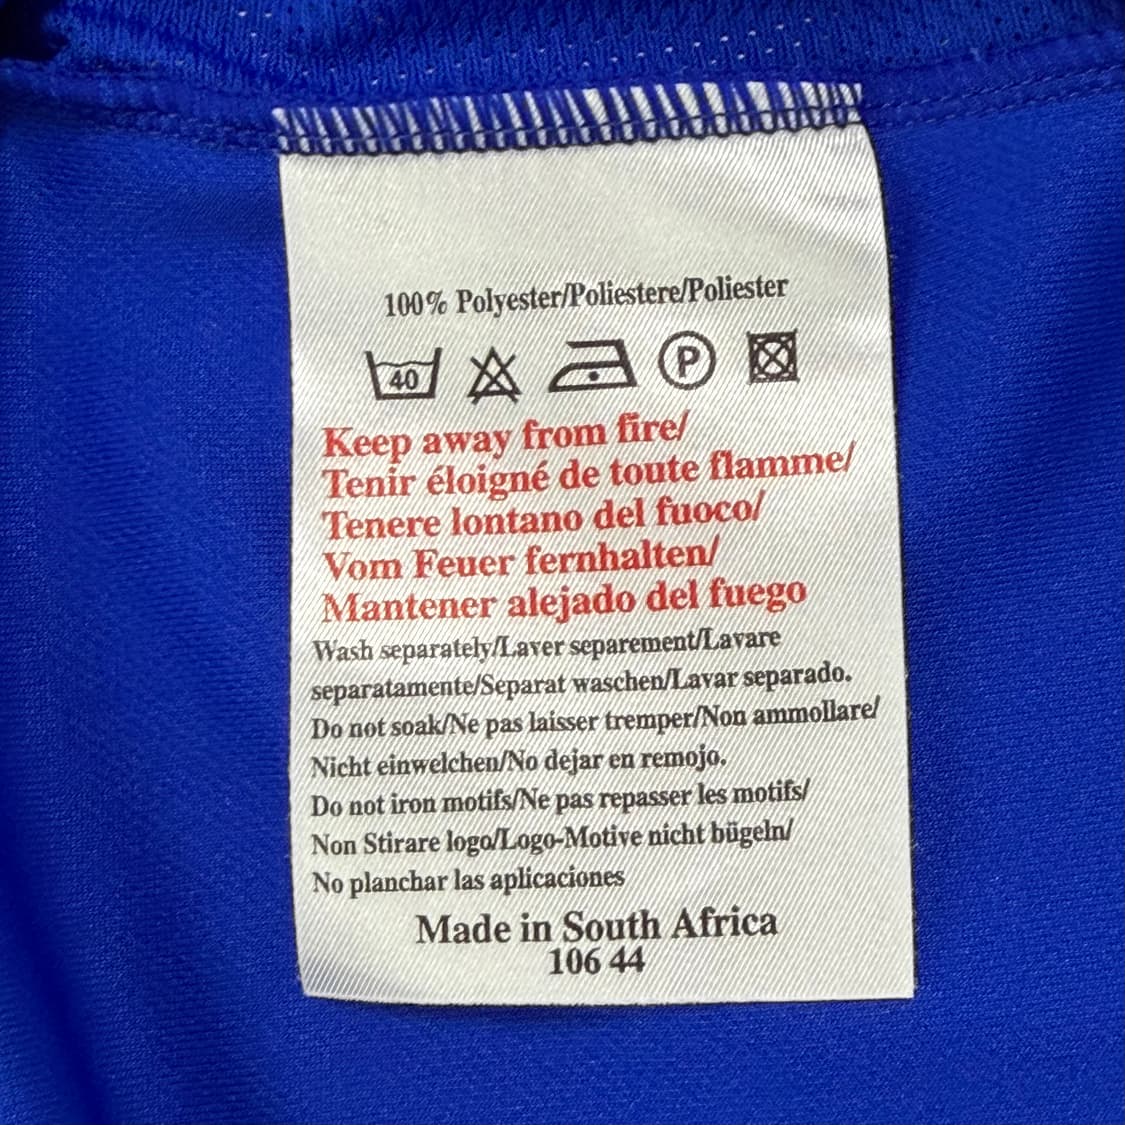 100% Polyester/Poliestere/Poliester
40 P
Keep away from fire/
Tenir éloigné de toute flamme/
Tenere lontano del fuoco/
Vom Feuer fernhalten/
Mantener alejado del fuego
Wash separately/Laver separement/Lavare
separatamente/Separat waschen/Lavar separado.
Do not soak/Ne pas laisser tremper/Non ammollare/
Nicht einwelchen/No dejar en remojo.
Do not iron motifs/Ne pas repasser les motifs/
Non Stirare logo/Logo-Motive nicht bügeln/
No planchar las aplicaciones
Made in South Africa
106 44